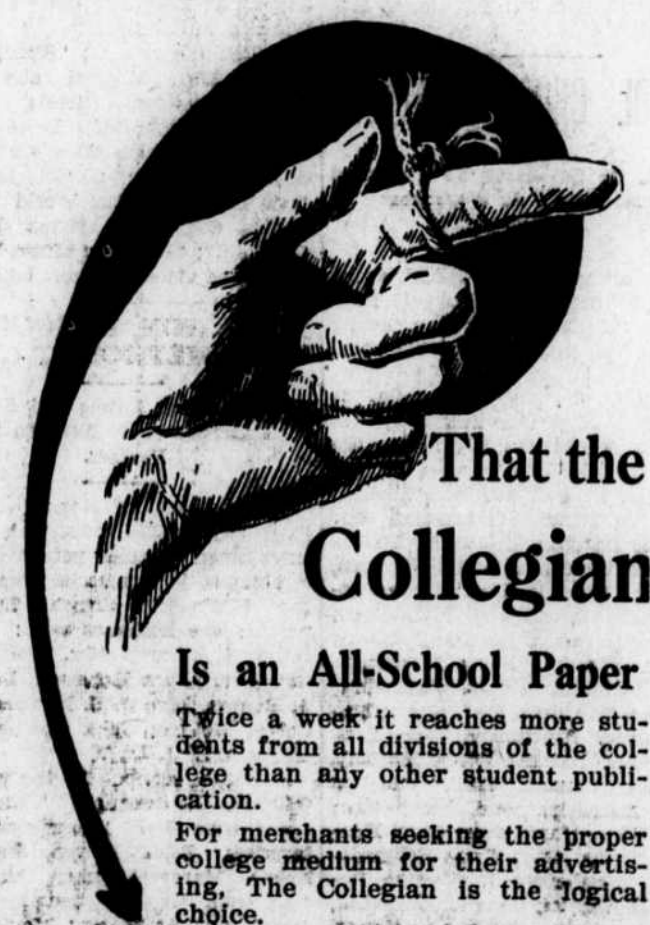 That the
Collegian
Is an All-School Paper
Twice a week it reaches more stu-
dents from all divisions of the col-
lege than any other student publi-
cation.
For merchants seeking the proper
college medium for their advertis-
ing, The Collegian is the logical
choice.